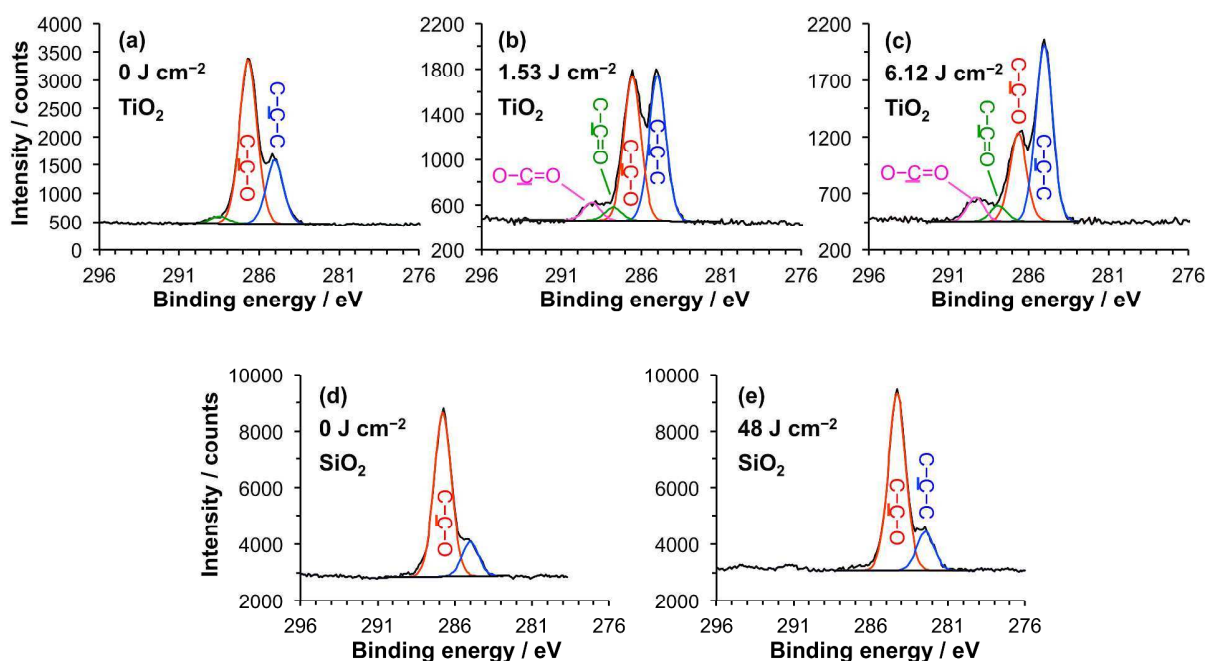 (a)
0 J cm⁻²
TiO₂
C–C–O
C–C–C
Intensity / counts
4000
3500
3000
2500
2000
1500
1000
500
0
296
291
286
281
276
Binding energy / eV
(b)
1.53 J cm⁻²
TiO₂
O–C=O
C–C=O
C–C–O
C–C–C
2200
1800
1400
1000
600
200
296
291
286
281
276
Binding energy / eV
(c)
6.12 J cm⁻²
TiO₂
O–C=O
C–C=O
C–C–O
C–C–C
2200
1700
1200
700
200
296
291
286
281
276
Binding energy / eV
(d)
0 J cm⁻²
SiO₂
C–C–O
Intensity / counts
10000
8000
6000
4000
2000
296
291
286
281
276
Binding energy / eV
(e)
48 J cm⁻²
SiO₂
C–C–O
C–C–C
10000
9000
8000
7000
6000
5000
4000
3000
2000
296
291
286
281
276
Binding energy / eV